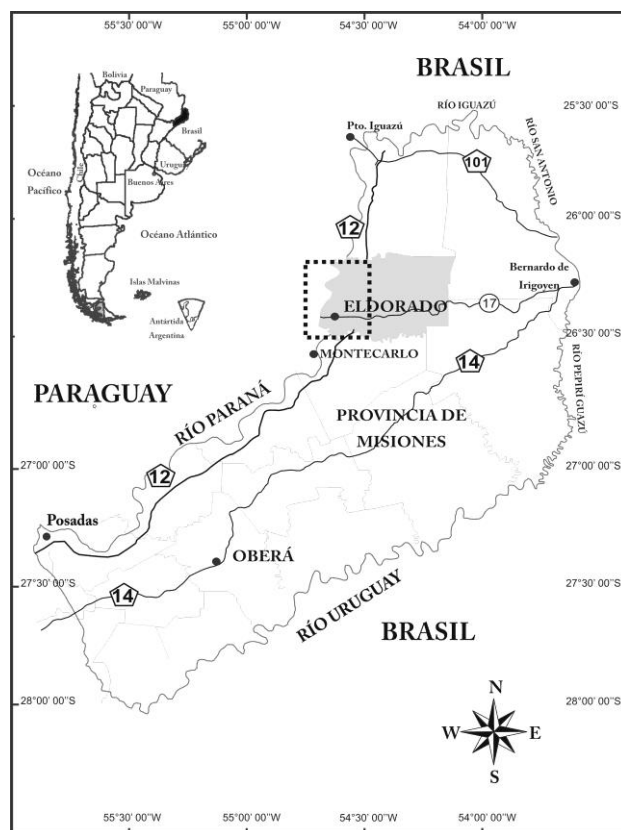 55°30' 00''W
55°00' 00''W
54°30' 00''W
54°00' 00''W
BRASIL
Bolivia
Paraguay
Brasil
Chile
Uruguay
Buenos Aires
Océano
Pacífico
Océano Atlántico
Islas Malvinas
Antártida
Argentina
RÍO IGUAZÚ
Pto. Iguazú
25°30' 00''S
RÍO SAN ANTONIO
101
12
26°00' 00''S
Bernardo de
Irigoyen
ELDORADO
17
26°30' 00''S
MONTECARLO
14
PARAGUAY
RÍO PARANÁ
RÍO PEPIRÍ GUAZÚ
PROVINCIA DE
MISIONES
27°00' 00''S
12
27°00' 00''S
Posadas
OBERÁ
27°30' 00''S
14
27°30' 00''S
RÍO URUGUAY
BRASIL
28°00' 00''S
28°00' 00''S
N
W
E
S
55°30' 00''W
55°00' 00''W
54°30' 00''W
54°00' 00''W